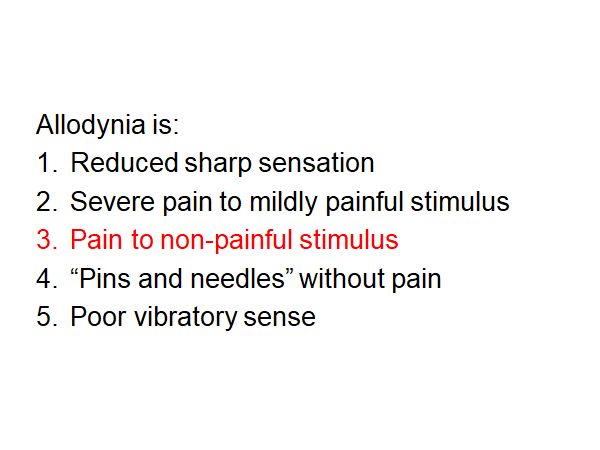 Allodynia is:
1. Reduced sharp sensation
2. Severe pain to mildly painful stimulus
3. Pain to non-painful stimulus
4. “Pins and needles” without pain
5. Poor vibratory sense